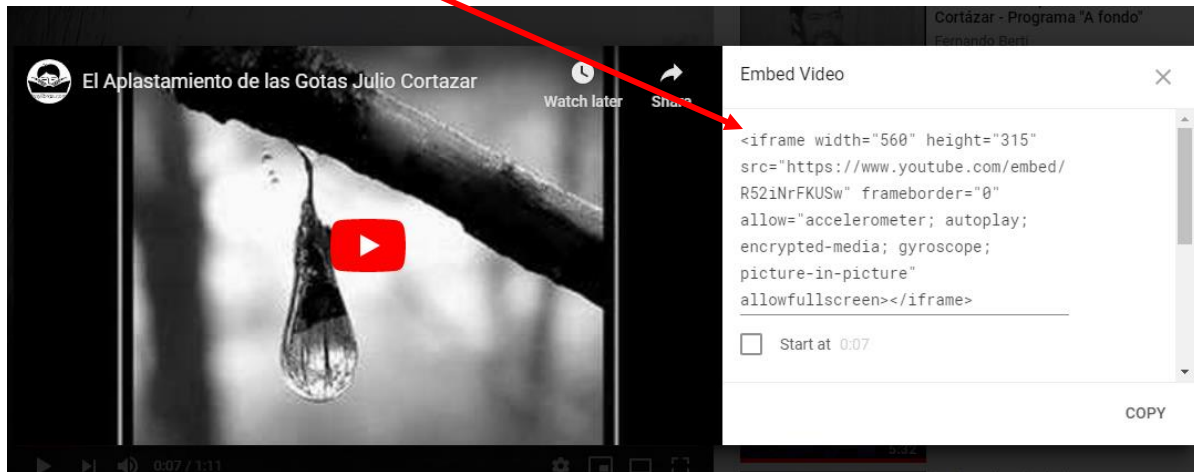 Cortázar - Programa "A fondo"
Fernando Berti
El Aplastamiento de las Gotas Julio Cortazar
Watch later
Share
Embed Video
<iframe width="560" height="315"
src="https://www.youtube.com/embed/
R52iNrFKUSw" frameborder="0"
allow="accelerometer; autoplay;
encrypted-media; gyroscope;
picture-in-picture"
allowfullscreen></iframe>
Start at 0:07
COPY
5:32
0:07 / 1:11